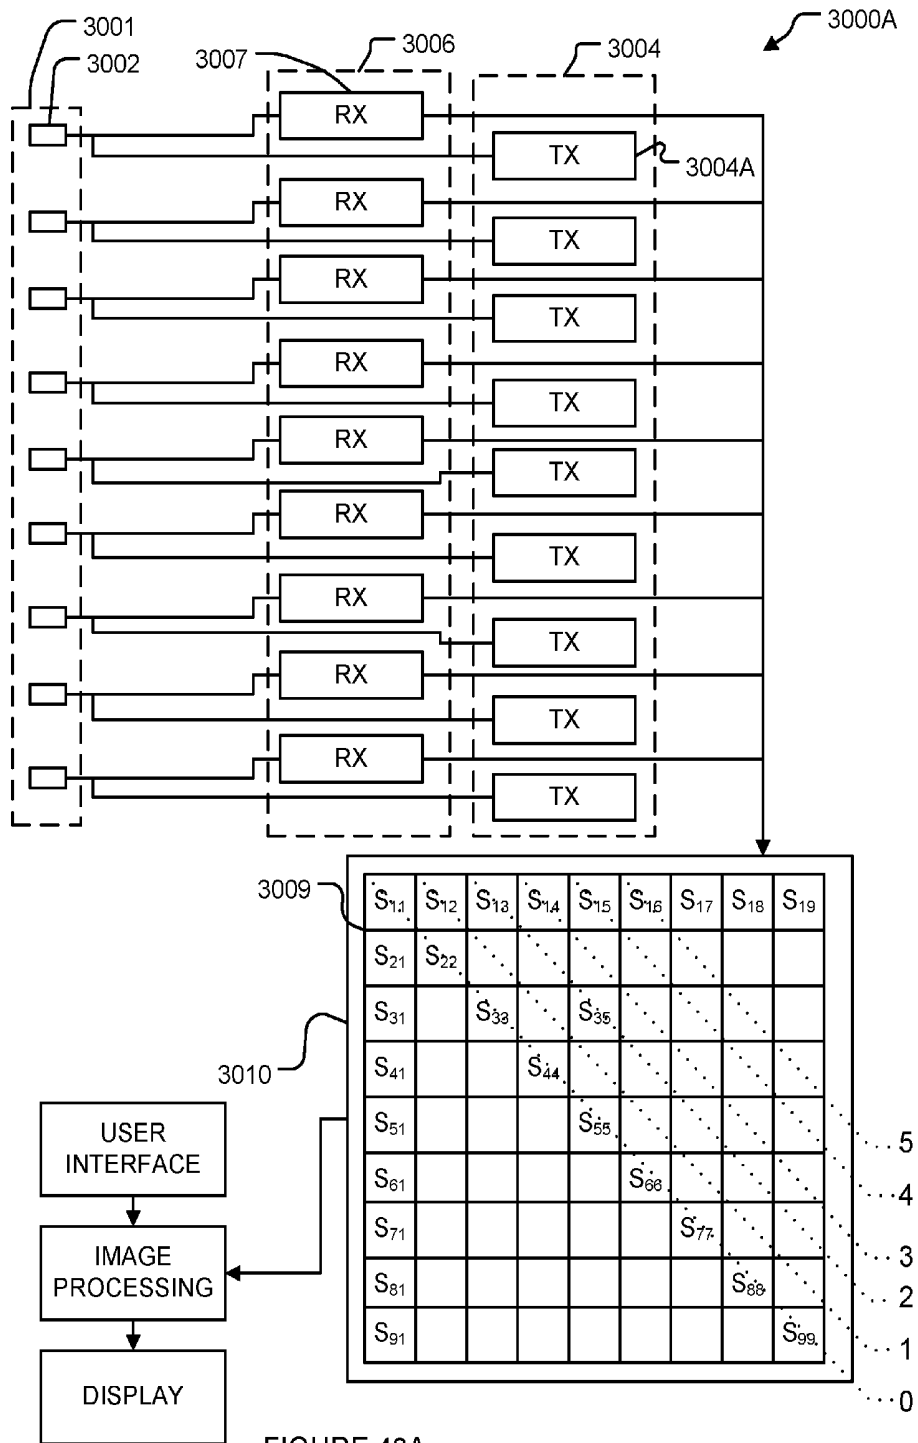 3001
3002
3007
3006
3004
3000A
RX
TX
3004A
RX
TX
RX
TX
RX
TX
RX
TX
RX
TX
RX
TX
RX
TX
RX
TX
3009
S11 S12 S13 S14 S15 S16 S17 S18 S19
S21 S22
S31 S33 S35
3010
S41 S44
S51 S55
S61 S66
S71 S77
S81 S88
S91 S99
5
4
3
2
1
0
USER
INTERFACE
IMAGE
PROCESSING
DISPLAY